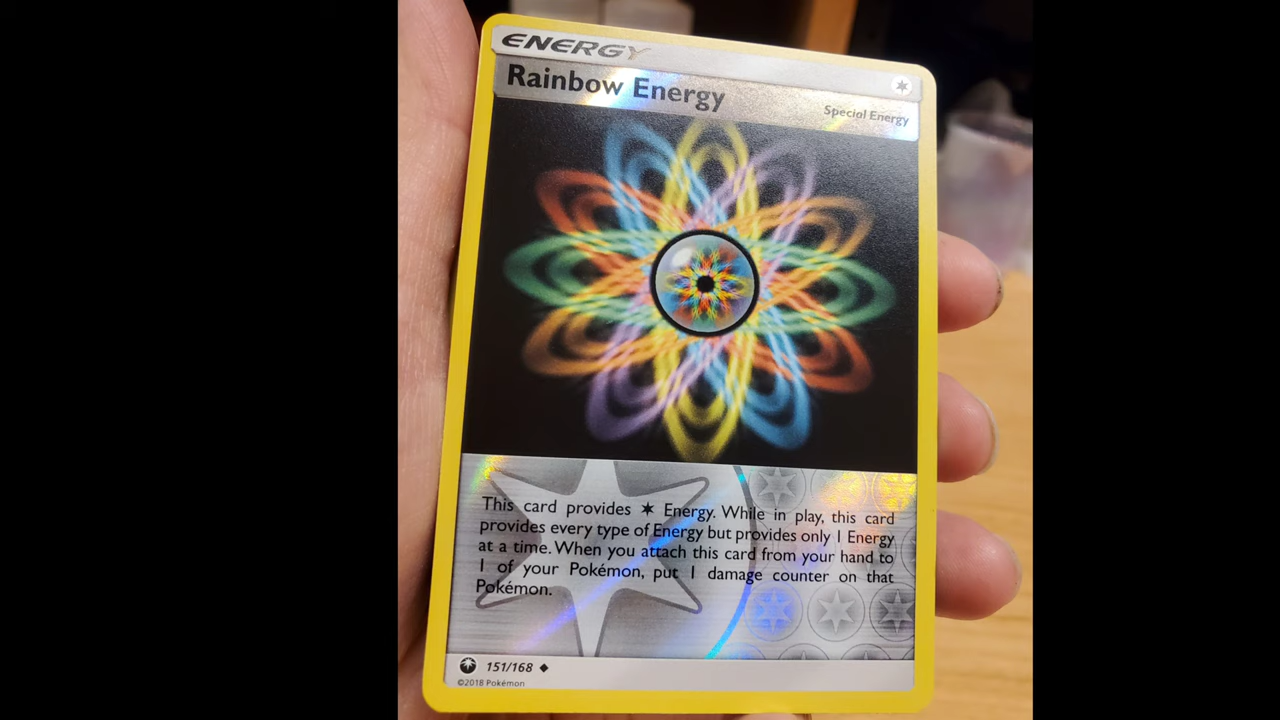 ENERGY
Rainbow Energy
Special Energy
This card provides ✶ Energy. While in play, this card
provides every type of Energy but provides only 1 Energy
at a time. When you attach this card from your hand to
1 of your Pokémon, put 1 damage counter on that
Pokémon.
151/168 ◆
©2018 Pokémon